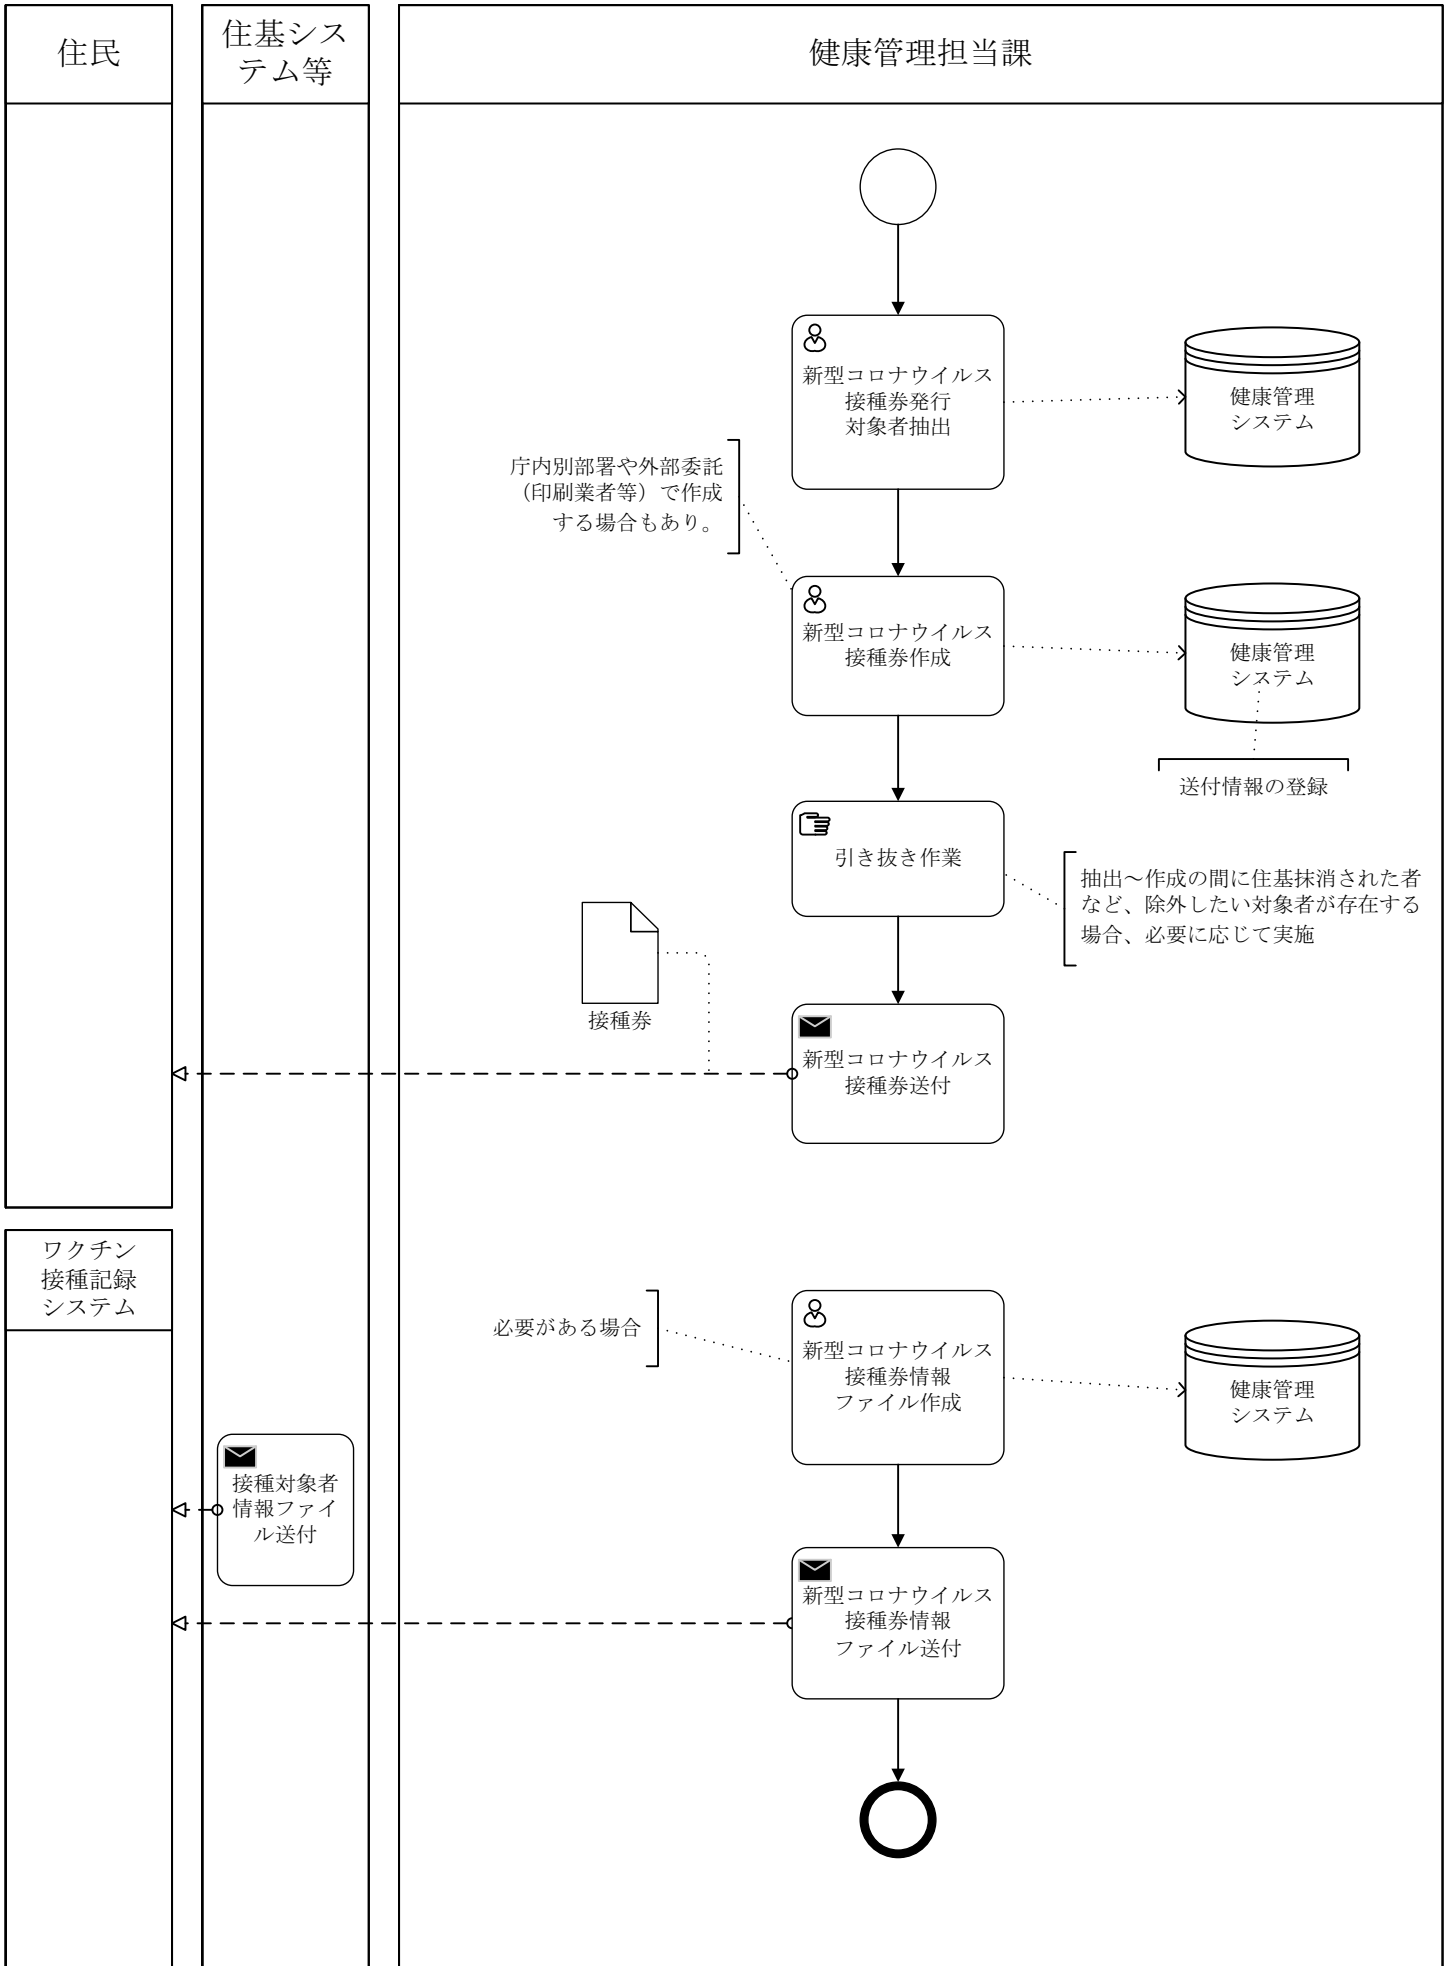 住民
住基シス
テム等
健康管理担当課
新型コロナウイルス
接種券発行
対象者抽出
健康管理
システム
庁内別部署や外部委託
（印刷業者等）で作成
する場合もあり。
新型コロナウイルス
接種券作成
健康管理
システム
送付情報の登録
引き抜き作業
抽出～作成の間に住基抹消された者
など、除外したい対象者が存在する
場合、必要に応じて実施
接種券
新型コロナウイルス
接種券送付
ワクチン
接種記録
システム
必要がある場合
新型コロナウイルス
接種券情報
ファイル作成
健康管理
システム
接種対象者
情報ファイ
ル送付
新型コロナウイルス
接種券情報
ファイル送付